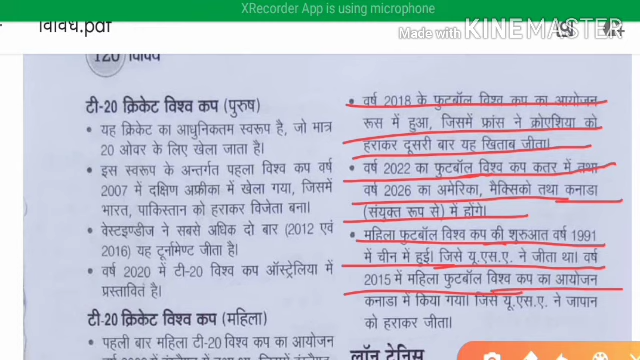 XRecorder App is using microphone
विविध.pdf
Made with KINEMASTER
120 विविध
टी-20 क्रिकेट विश्व कप (पुरुष)
• यह क्रिकेट का आधुनिकतम स्वरूप है, जो मात्र
20 ओवर के लिए खेला जाता है।
• इस स्वरूप के अन्तर्गत पहला विश्व कप वर्ष
2007 में दक्षिण अफ्रीका में खेला गया, जिसमें
भारत, पाकिस्तान को हराकर विजेता बना।
• वेस्टइण्डीज ने सबसे अधिक दो बार (2012 एवं
2016) यह टूर्नामेण्ट जीता है।
• वर्ष 2020 में टी-20 विश्व कप ऑस्ट्रेलिया में
प्रस्तावित है।
टी-20 क्रिकेट विश्व कप (महिला)
• पहली बार महिला टी-20 विश्व कप का आयोजन
• वर्ष 2018 के फुटबॉल विश्व कप का आयोजन
रूस में हुआ, जिसमें फ्रांस ने क्रोएशिया को
हराकर दूसरी बार यह खिताब जीता।
• वर्ष 2022 का फुटबॉल विश्व कप कतर में तथा
वर्ष 2026 का अमेरिका, मैक्सिको तथा कनाडा
(संयुक्त रूप से) में होंगे।
• महिला फुटबॉल विश्व कप की शुरुआत वर्ष 1991
में चीन में हुई। जिसे यू.एस.ए. ने जीता था। वर्ष
2015 में महिला फुटबॉल विश्व कप का आयोजन
कनाडा में किया गया। जिसे यू.एस.ए. ने जापान
को हराकर जीता।
लॉन टेनिस